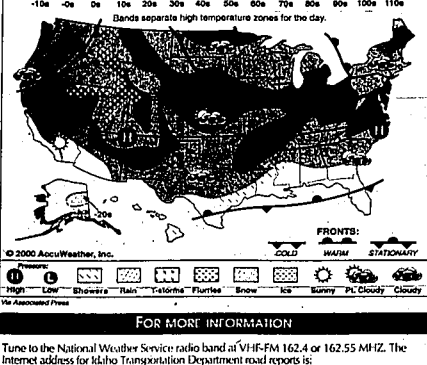 -10s -0s 0s 10s 20s 30s 40s 50s 60s 70s 80s 90s 100s 110s
Bands separate high temperature zones for the day.
-20s
© 2000 AccuWeather, Inc.
FRONTS:
COLD WARM STATIONARY
Pressure:
H L
High Low Showers Rain T-storms Flurries Snow Ice Sunny Pt. Cloudy Cloudy
Via Associated Press
FOR MORE INFORMATION
Tune to the National Weather Service radio band at VHF-FM 162.4 or 162.55 MHZ. The
Internet address for Idaho Transportation Department road reports is: